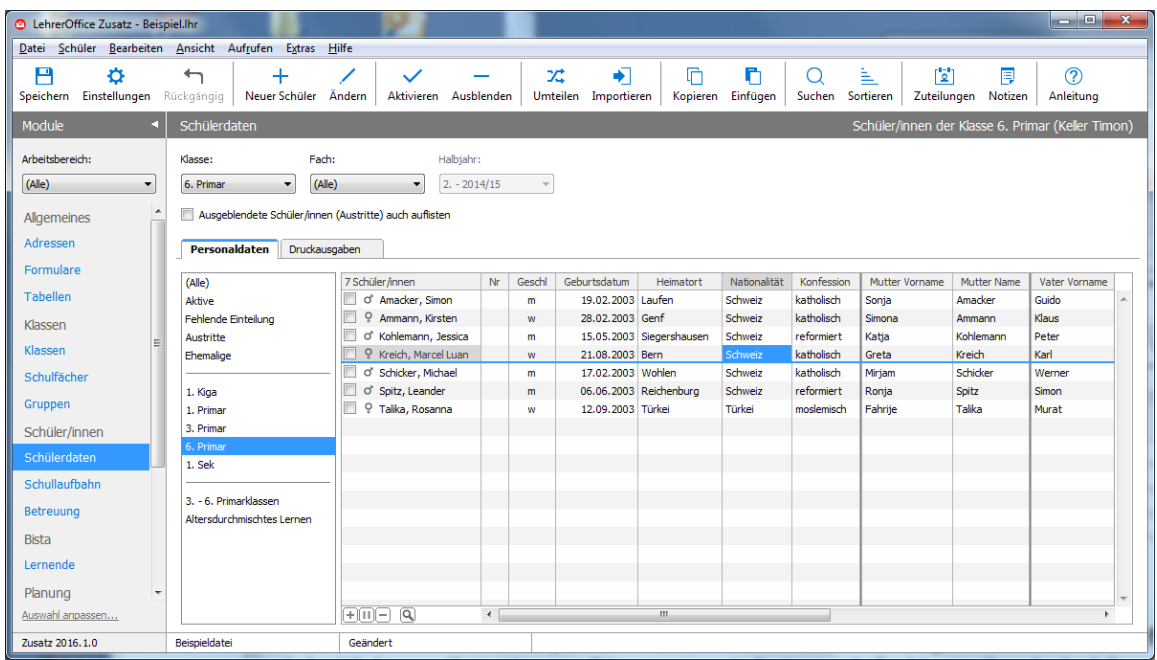 LehrerOffice Zusatz - Beispiel.lhr
Datei Schüler Bearbeiten Ansicht Aufrufen Extras Hilfe
Speichern Einstellungen Rückgängig Neuer Schüler Ändern Aktivieren Ausblenden Umteilen Importieren Kopieren Einfügen Suchen Sortieren Zuteilungen Notizen Anleitung
Module Schülerdaten Schüler/innen der Klasse 6. Primar (Keller Timon)
Arbeitsbereich:
(Alle)
Allgemeines
Adressen
Formulare
Tabellen
Klassen
Klassen
Schulfächer
Gruppen
Schüler/innen
Schülerdaten
Schullaufbahn
Betreuung
Bista
Lernende
Planung
Auswahl anpassen...
Klasse: Fach: Halbjahr:
6. Primar (Alle) 2. - 2014/15
Ausgeblendete Schüler/innen (Austritte) auch auflisten
Personaldaten Druckausgaben
(Alle)
Aktive
Fehlende Einteilung
Austritte
Ehemalige
1. Kiga
1. Primar
3. Primar
6. Primar
1. Sek
3. - 6. Primarklassen
Altersdurchmischtes Lernen
7 Schüler/innen Nr Geschl Geburtsdatum Heimatort Nationalität Konfession Mutter Vorname Mutter Name Vater Vorname
♂ Amacker, Simon m 19.02.2003 Laufen Schweiz katholisch Sonja Amacker Guido
♀ Ammann, Kirsten w 28.02.2003 Genf Schweiz katholisch Simona Ammann Klaus
♂ Kohlemann, Jessica m 15.05.2003 Siegershausen Schweiz reformiert Katja Kohlemann Peter
♀ Kreich, Marcel Luan w 21.08.2003 Bern Schweiz katholisch Greta Kreich Karl
♂ Schicker, Michael m 17.02.2003 Wohlen Schweiz katholisch Mirjam Schicker Werner
♂ Spitz, Leander m 06.06.2003 Reichenburg Schweiz reformiert Ronja Spitz Simon
♀ Talika, Rosanna w 12.09.2003 Türkei Türkei moslemisch Fahrije Talika Murat
Zusatz 2016.1.0 Beispieldatei Geändert